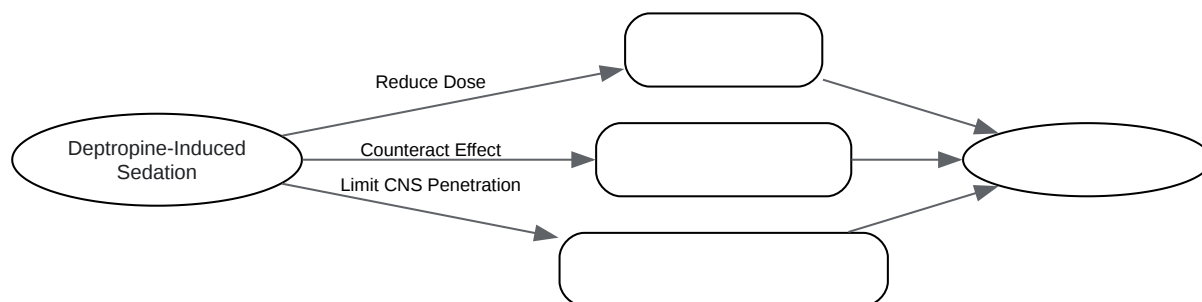 Reduce Dose
Deptropine-Induced
Sedation
Counteract Effect
Limit CNS Penetration